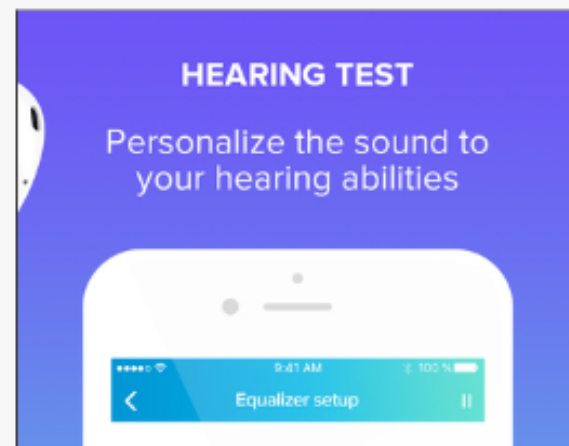 HEARING TEST
Personalize the sound to
your hearing abilities
9:41 AM
100 %
Equalizer setup